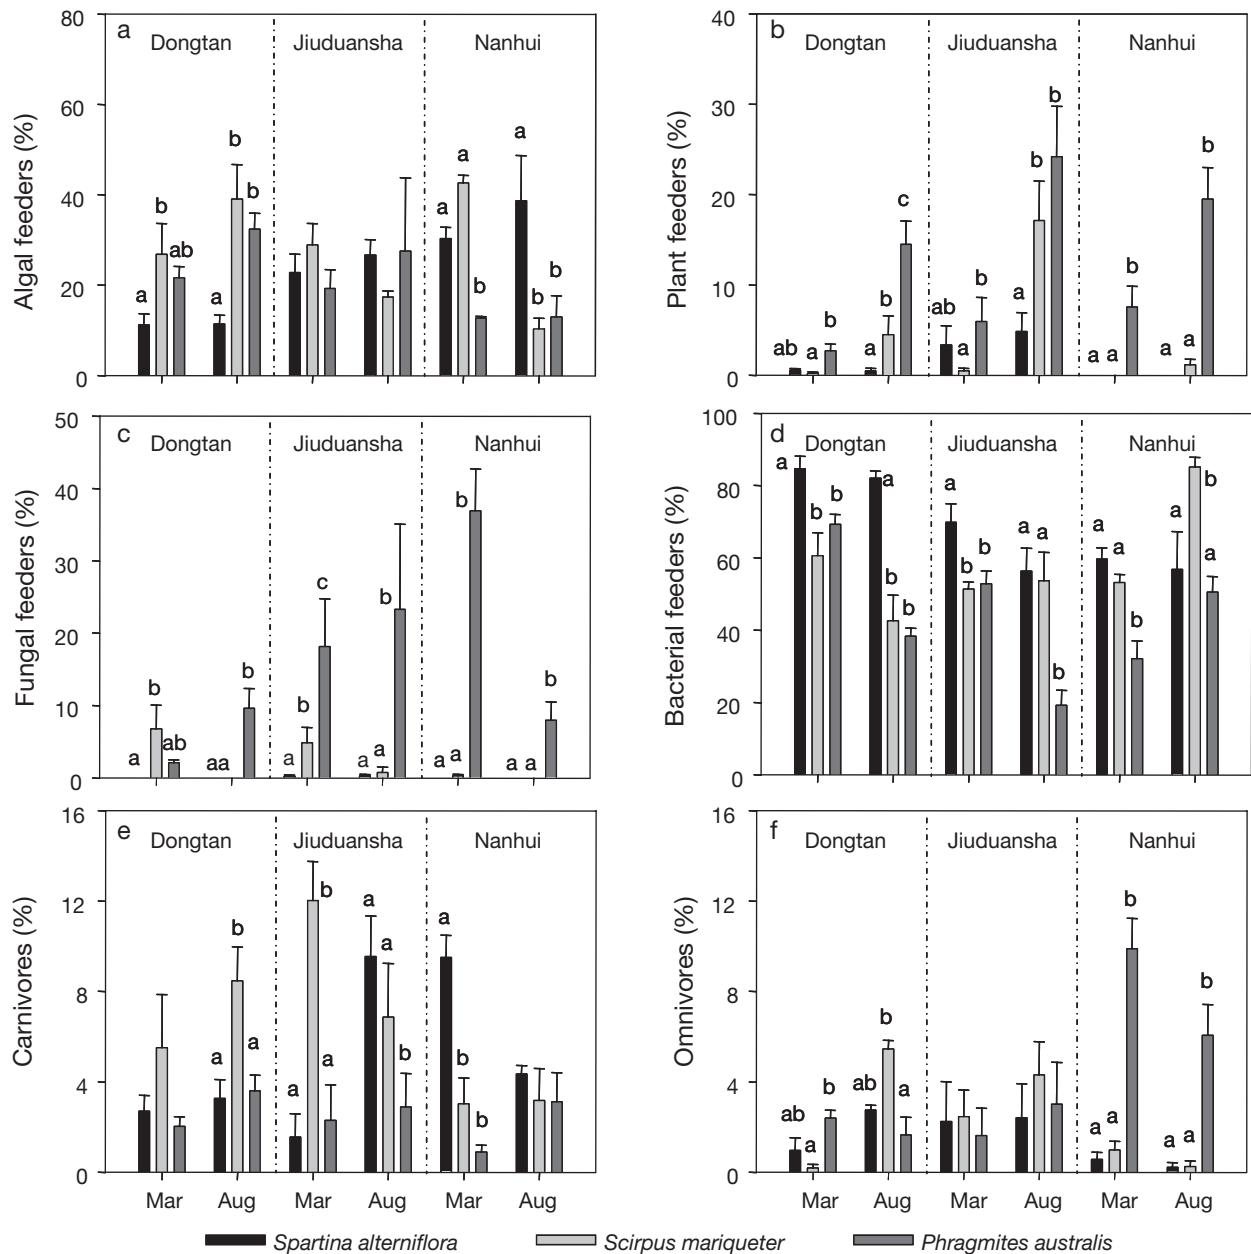 a
Dongtan Jiuduansha Nanhui
Algal feeders (%)
80
60
40
20
0
a b ab a b b a a b a b b
b
Dongtan Jiuduansha Nanhui
Plant feeders (%)
40
30
20
10
0
ab a b a b c ab a b a b b a a b a a b
c
Dongtan Jiuduansha Nanhui
Fungal feeders (%)
50
40
30
20
10
0
a b ab a a b a b c a a b a a b a a b
d
Dongtan Jiuduansha Nanhui
Bacterial feeders (%)
100
80
60
40
20
0
a b b a b b a b b a a b a a b a b a
e
Dongtan Jiuduansha Nanhui
Carnivores (%)
16
12
8
4
0
a b a a b a a a b a b b
Mar Aug Mar Aug Mar Aug
f
Dongtan Jiuduansha Nanhui
Omnivores (%)
16
12
8
4
0
ab a b ab b a a a b a a b
Mar Aug Mar Aug Mar Aug
Spartina alterniflora Scirpus mariqueter Phragmites australis